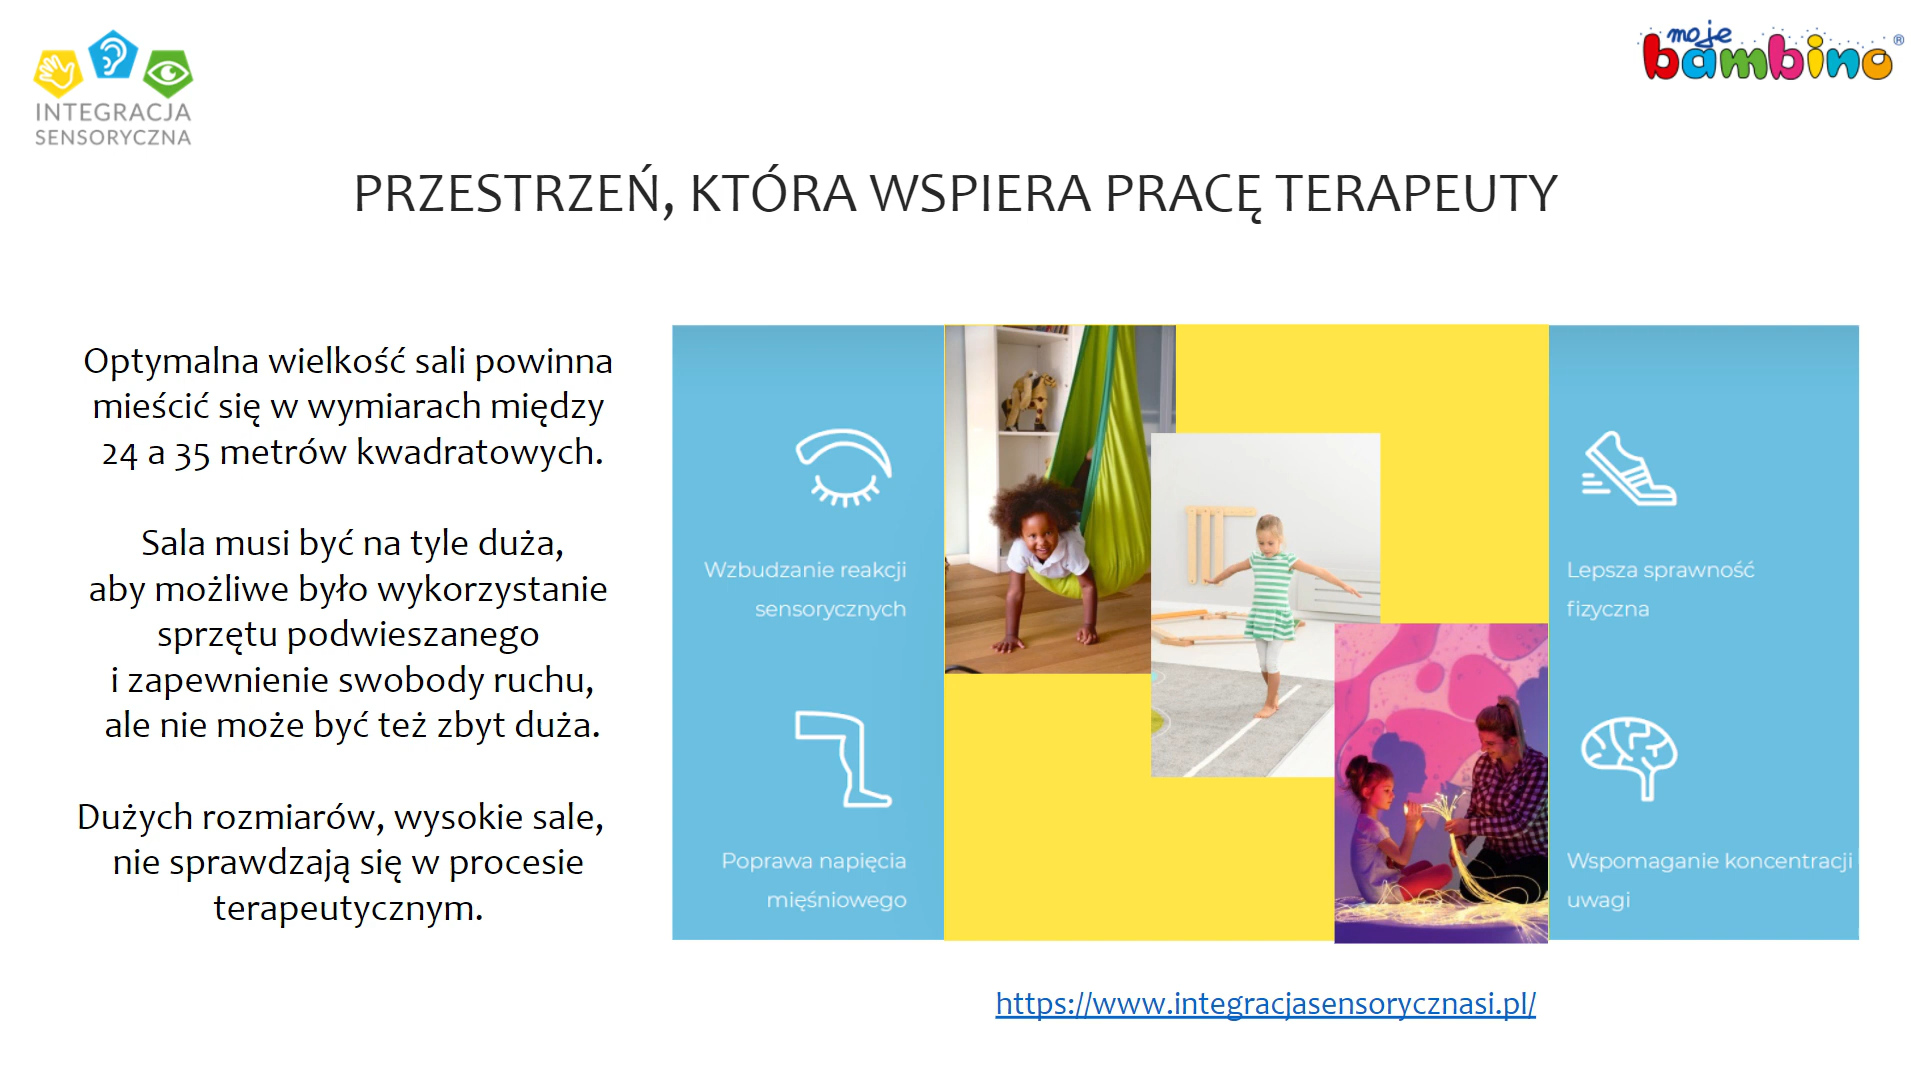 INTEGRACJA
SENSORYCZNA
moje
bambino®
PRZESTRZEŃ, KTÓRA WSPIERA PRACĘ TERAPEUTY
Optymalna wielkość sali powinna
mieścić się w wymiarach między
24 a 35 metrów kwadratowych.
Sala musi być na tyle duża,
aby możliwe było wykorzystanie
sprzętu podwieszanego
i zapewnienie swobody ruchu,
ale nie może być też zbyt duża.
Dużych rozmiarów, wysokie sale,
nie sprawdzają się w procesie
terapeutycznym.
Wzbudzanie reakcji
sensorycznych
Poprawa napięcia
mięśniowego
Lepsza sprawność
fizyczna
Wspomaganie koncentracji
uwagi
https://www.integracjasensorycznasi.pl/